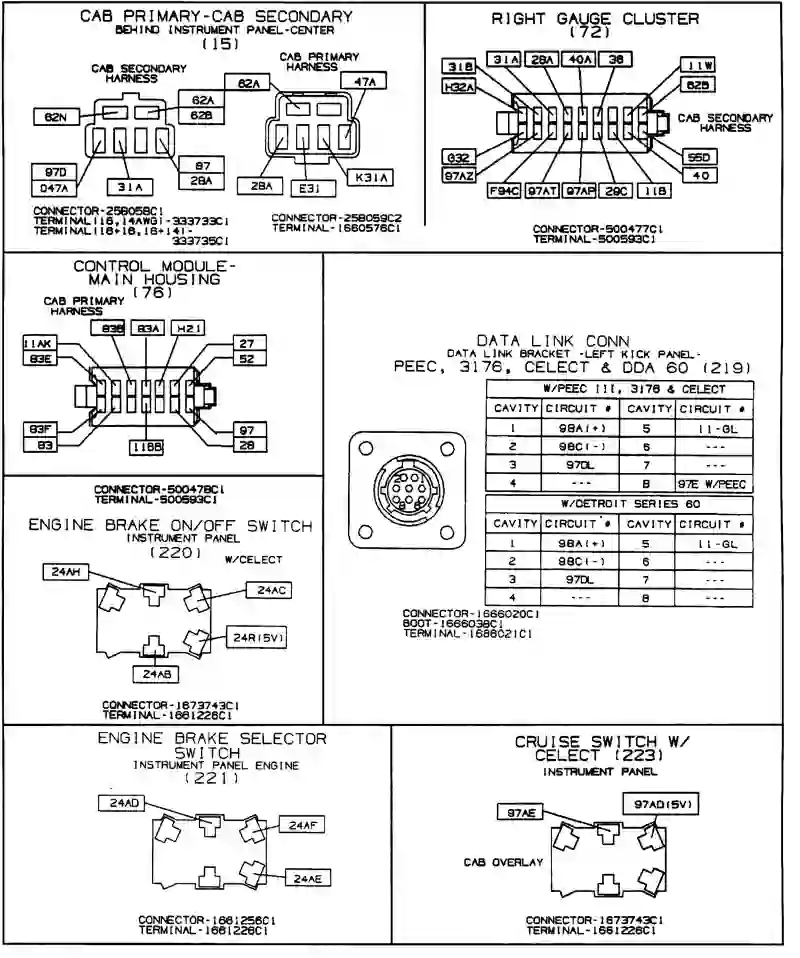 CAB PRIMARY-CAB SECONDARY
BEHIND INSTRUMENT PANEL-CENTER
(15)
CAB SECONDARY
HARNESS
CAB PRIMARY
HARNESS
62N
62A
62B
97D
D47A
31A
87
28A
62A
47A
28A
E31
K31A
CONNECTOR-258058C1
TERMINAL(16,14AWG)-333733C1
TERMINAL(18+18,16+14)-
333735C1
CONNECTOR-258059C2
TERMINAL-1660576C1
RIGHT GAUGE CLUSTER
(72)
31B
31A
28A
40A
36
11W
H32A
62B
CAB SECONDARY
HARNESS
G32
55D
97AZ
40
F94C
97AT
97AP
29C
11B
CONNECTOR-500477C1
TERMINAL-500593C1
CONTROL MODULE-
MAIN HOUSING
(76)
CAB PRIMARY
HARNESS
83B
83A
H21
11AK
27
83E
52
83F
97
83
28
11BB
CONNECTOR-500478C1
TERMINAL-500593C1
DATA LINK CONN
DATA LINK BRACKET -LEFT KICK PANEL-
PEEC, 3176, CELECT & DDA 60 (219)
W/PEEC III, 3176 & CELECT
CAVITY CIRCUIT # CAVITY CIRCUIT #
1 98A(+) 5 11-GL
2 98C(-) 6 ---
3 97DL 7 ---
4 --- 8 97E W/PEEC
W/DETROIT SERIES 60
CAVITY CIRCUIT # CAVITY CIRCUIT #
1 98A(+) 5 11-GL
2 98C(-) 6 ---
3 97DL 7 ---
4 --- 8 ---
CONNECTOR-1666020C1
BOOT-1666038C1
TERMINAL-1686021C1
ENGINE BRAKE ON/OFF SWITCH
INSTRUMENT PANEL
(220)
W/CELECT
24AH
24AC
24R(5V)
24AB
CONNECTOR-1673743C1
TERMINAL-1661226C1
ENGINE BRAKE SELECTOR
SWITCH
INSTRUMENT PANEL ENGINE
(221)
24AD
24AF
24AE
CONNECTOR-1661256C1
TERMINAL-1661226C1
CRUISE SWITCH W/
CELECT (223)
INSTRUMENT PANEL
97AE
97AD(5V)
CAB OVERLAY
CONNECTOR-1673743C1
TERMINAL-1661226C1